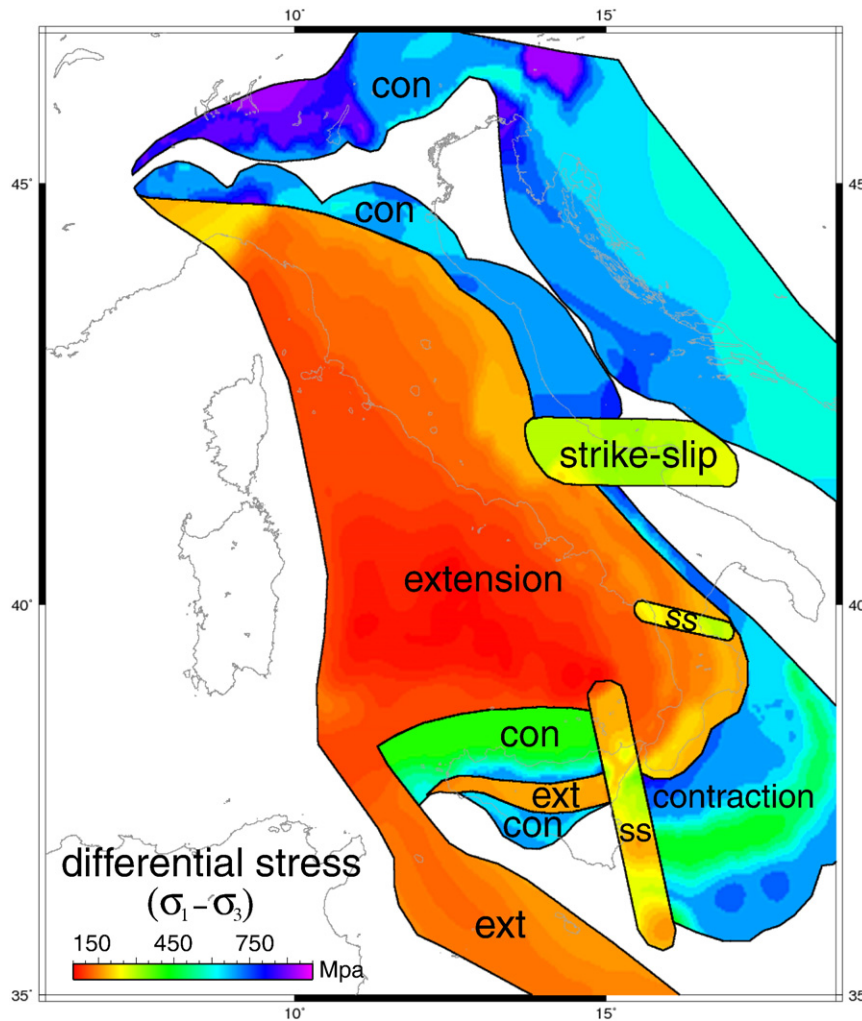 10° 15°
con
45° 45°
con
strike-slip
extension
40° 40°
ss
con
ext
contraction
con
ss
differential stress
(σ₁–σ₃)
ext
150 450 750
Mpa
35° 35°
10° 15°